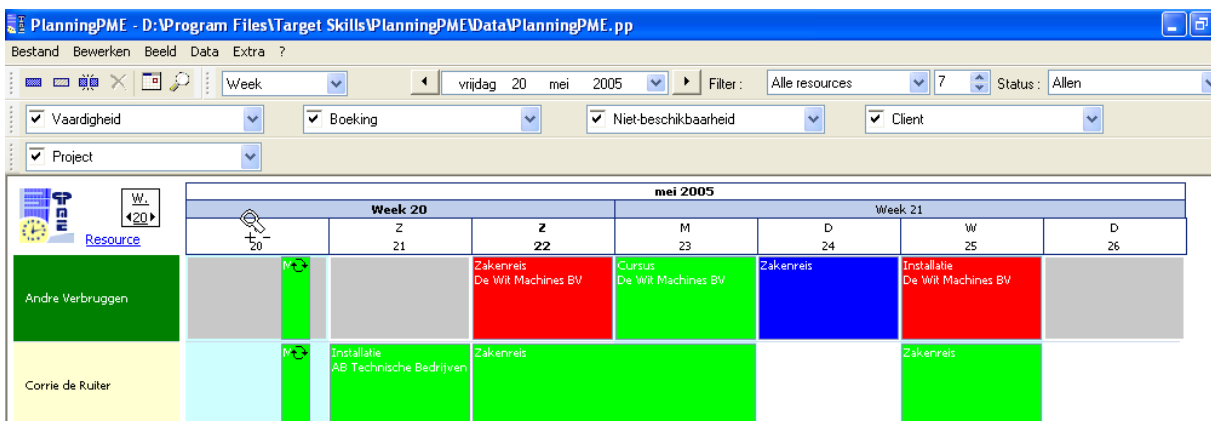 PlanningPME - D:\Program Files\Target Skills\PlanningPME\Data\PlanningPME.pp
Bestand Bewerken Beeld Data Extra ?
Week vrijdag 20 mei 2005 Filter : Alle resources 7 Status : Allen
Vaardigheid Boeking Niet-beschikbaarheid Client
Project
PME
W.
20
Resource
mei 2005
Week 20 Week 21
Z Z M D W D
20 21 22 23 24 25 26
Andre Verbruggen
M
Zakenreis
De Wit Machines BV
Cursus
De Wit Machines BV
Zakenreis
Installatie
De Wit Machines BV
Corrie de Ruiter
M
Installatie
AB Technische Bedrijven
Zakenreis
Zakenreis